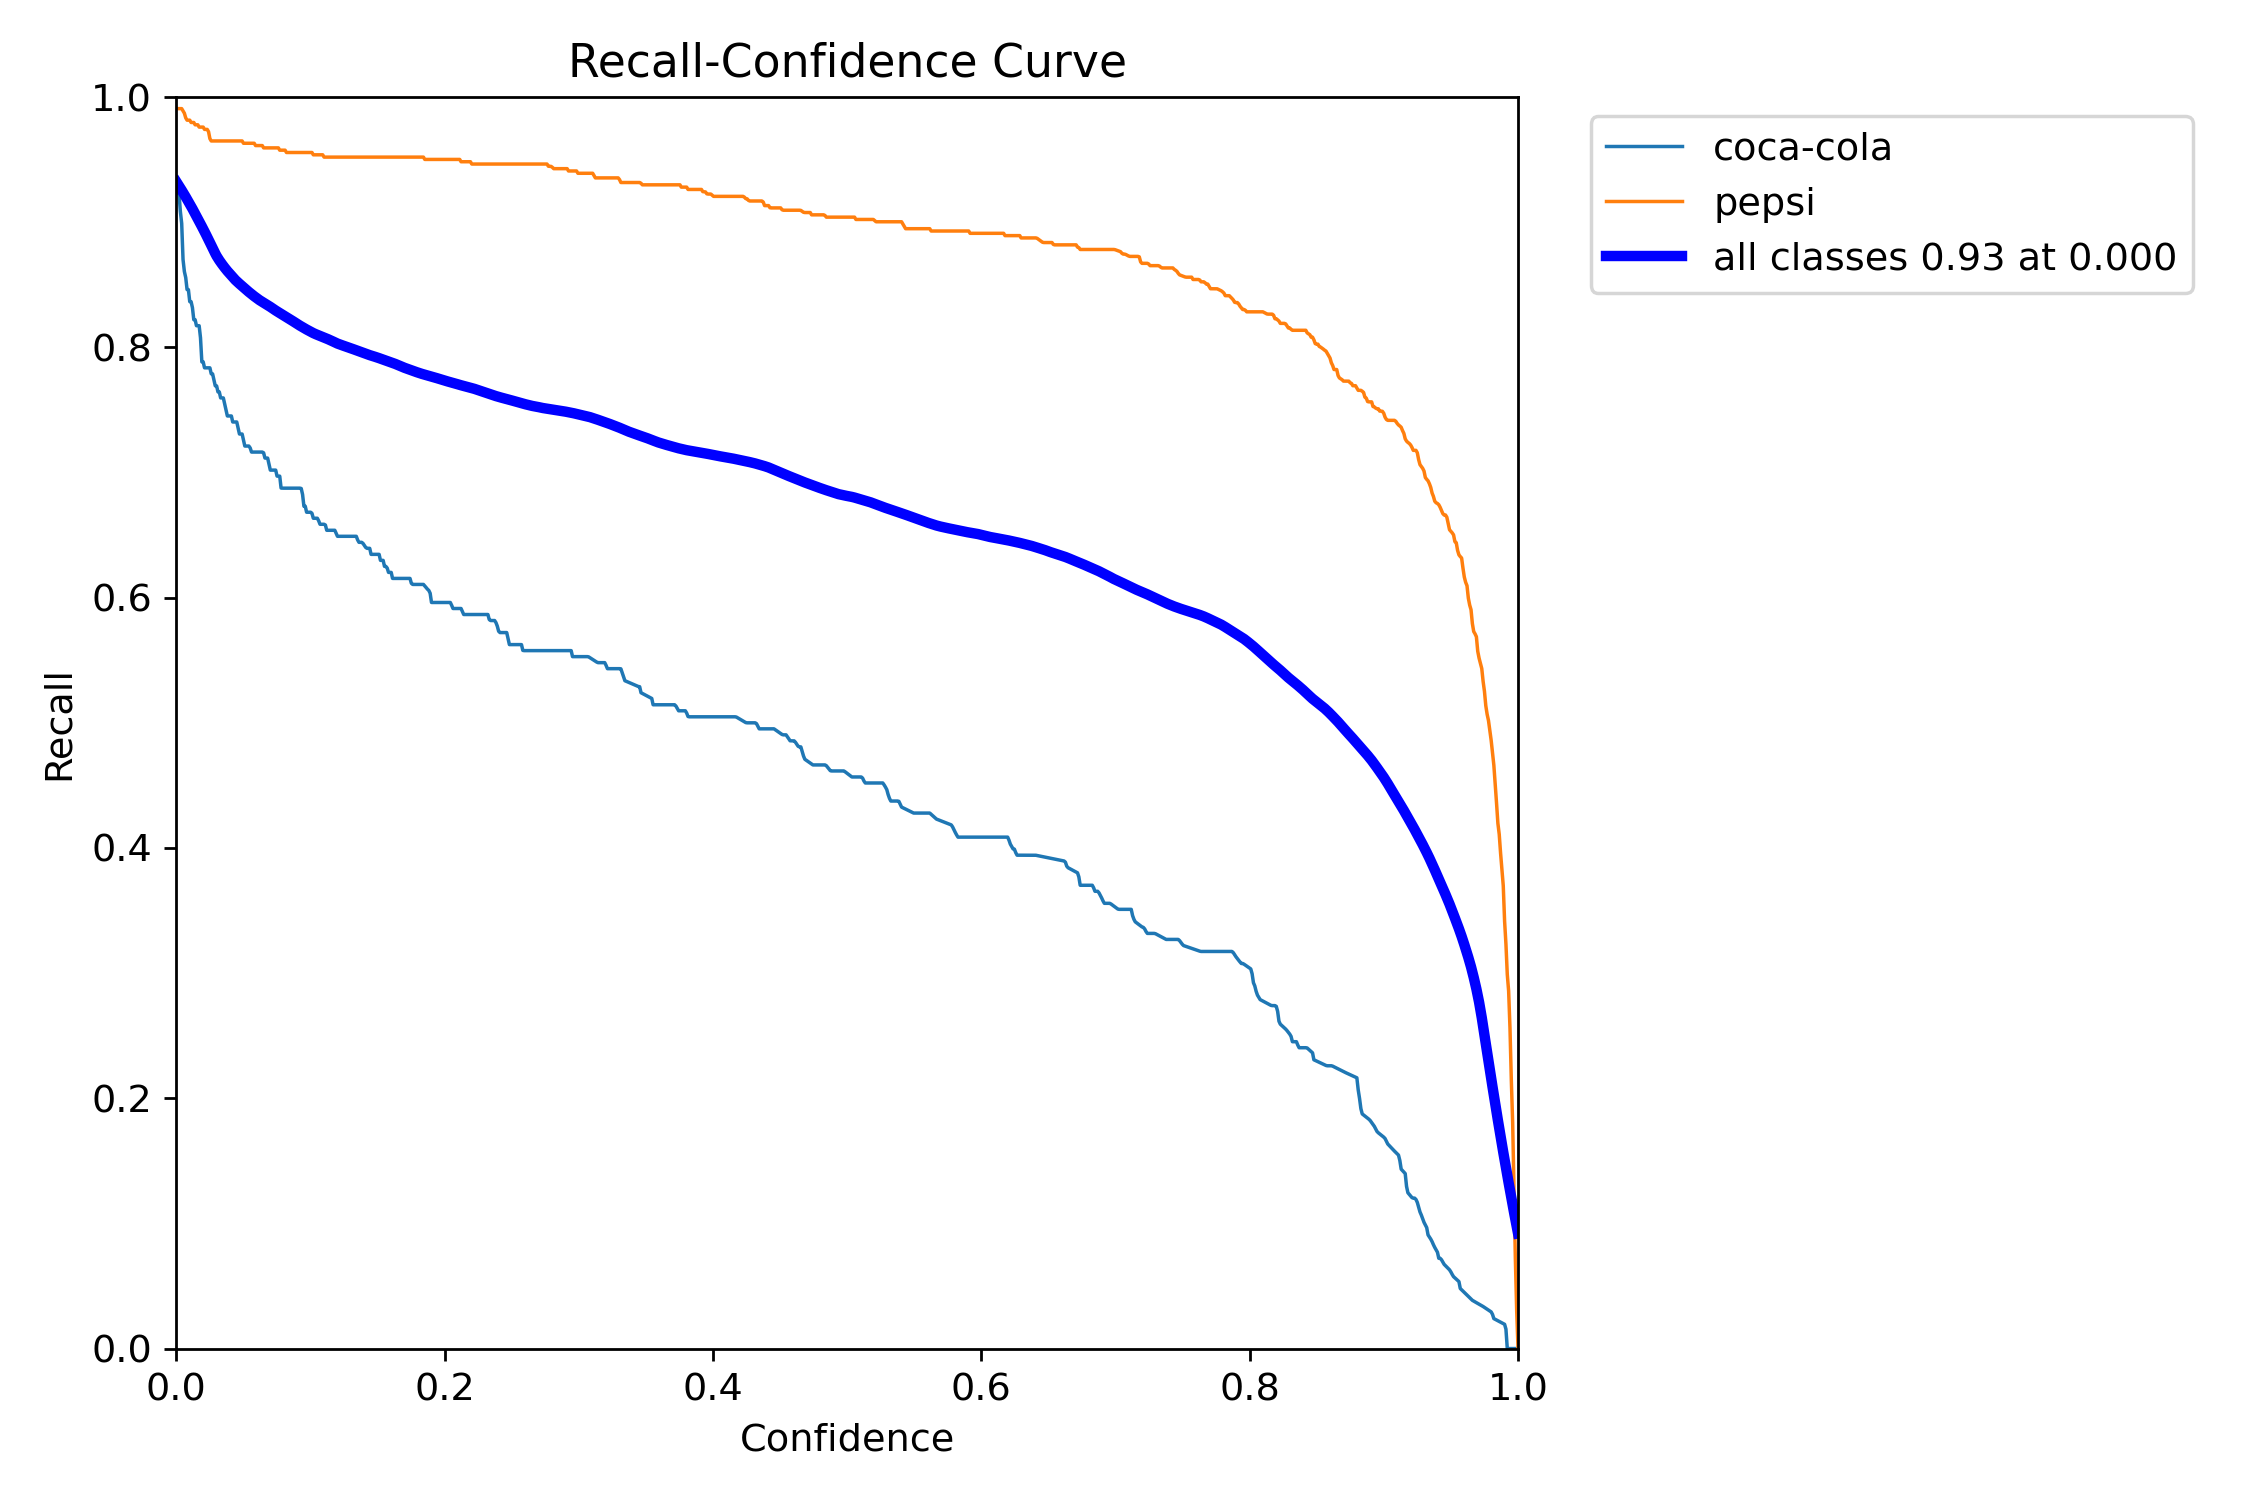 Recall-Confidence Curve
1.0
0.8
0.6
0.4
0.2
0.0
Recall
0.0 0.2 0.4 0.6 0.8 1.0
Confidence
coca-cola
pepsi
all classes 0.93 at 0.000